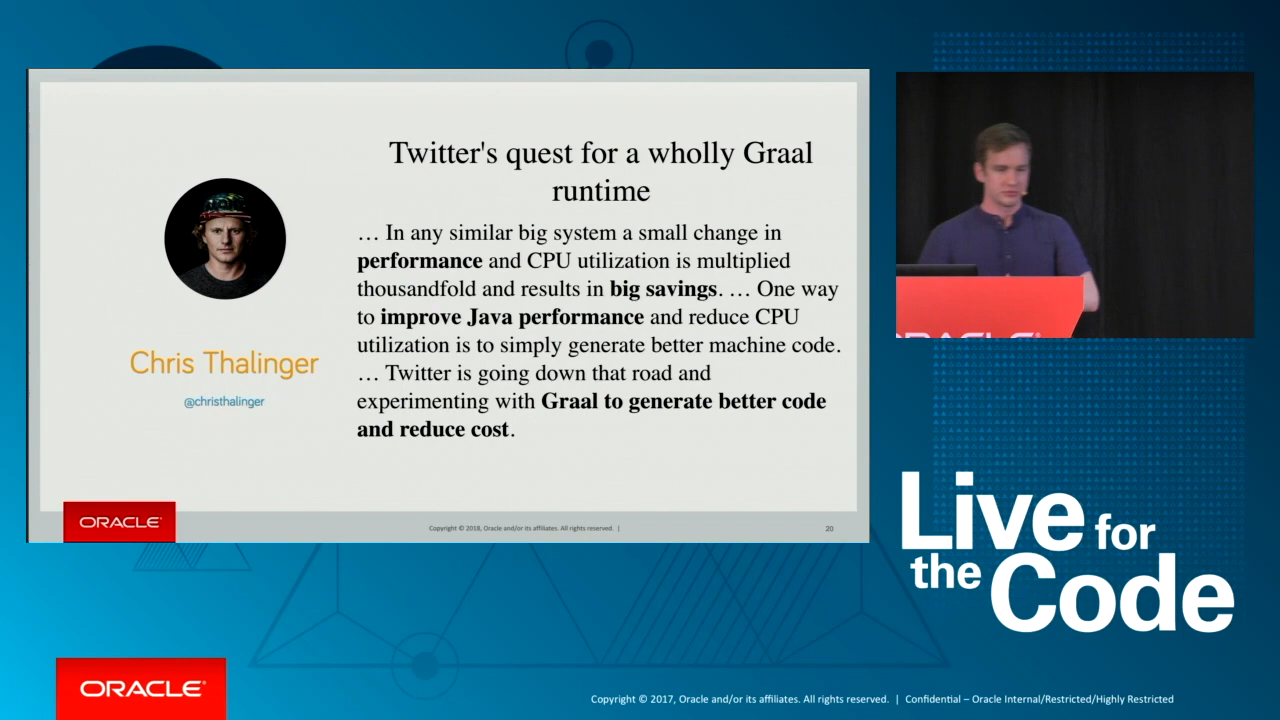 Twitter's quest for a wholly Graal
runtime
… In any similar big system a small change in
performance and CPU utilization is multiplied
thousandfold and results in big savings. … One way
to improve Java performance and reduce CPU
utilization is to simply generate better machine code.
… Twitter is going down that road and
experimenting with Graal to generate better code
and reduce cost.
Chris Thalinger
@christhalinger
ORACLE®
Copyright © 2018, Oracle and/or its affiliates. All rights reserved. |
20
ORACLE®
Live for
the Code
ORACLE®
Copyright © 2017, Oracle and/or its affiliates. All rights reserved. | Confidential – Oracle Internal/Restricted/Highly Restricted